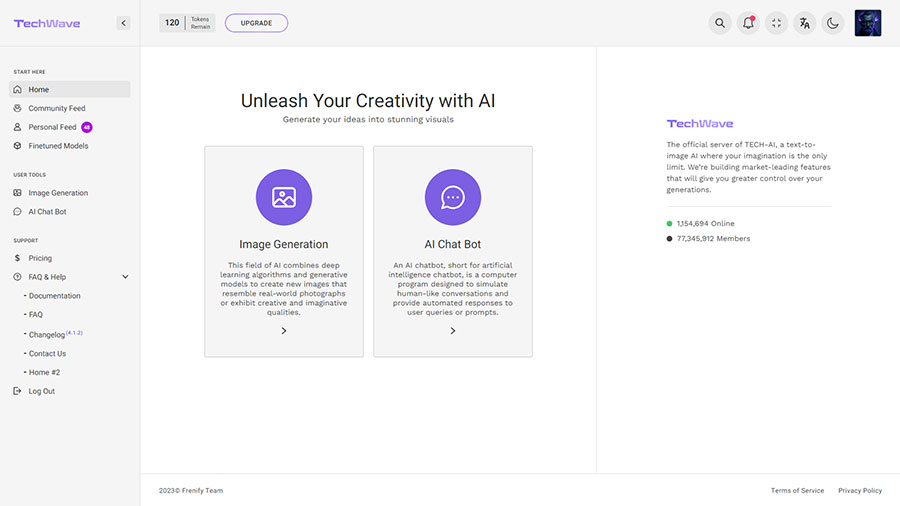 TechWave
120
Tokens
Remain
UPGRADE
START HERE
Home
Community Feed
Personal Feed 48
Finetuned Models
USER TOOLS
Image Generation
AI Chat Bot
SUPPORT
$ Pricing
FAQ & Help
- Documentation
- FAQ
- Changelog (4.1.2)
- Contact Us
- Home #2
Log Out
Unleash Your Creativity with AI
Generate your ideas into stunning visuals
Image Generation
This field of AI combines deep
learning algorithms and generative
models to create new images that
resemble real-world photographs
or exhibit creative and imaginative
qualities.
AI Chat Bot
An AI chatbot, short for artificial
intelligence chatbot, is a computer
program designed to simulate
human-like conversations and
provide automated responses to
user queries or prompts.
TechWave
The official server of TECH-AI, a text-to-
image AI where your imagination is the only
limit. We're building market-leading features
that will give you greater control over your
generations.
1,154,694 Online
77,345,912 Members
2023© Frenify Team
Terms of Service
Privacy Policy